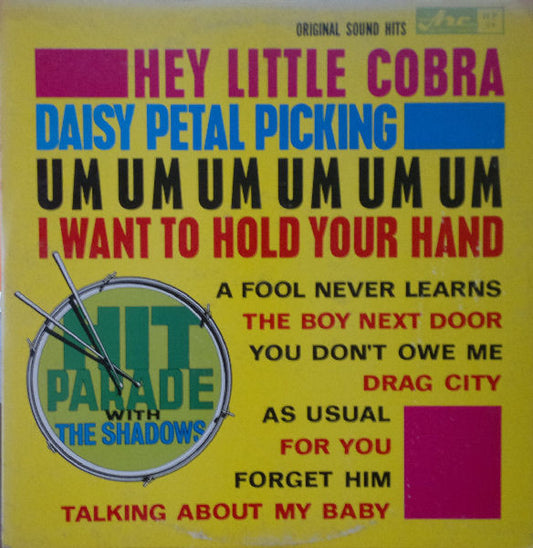 ORIGINAL SOUND HITS Arc
HEY LITTLE COBRA
DAISY PETAL PICKING
UM UM UM UM UM UM
I WANT TO HOLD YOUR HAND
A FOOL NEVER LEARNS
THE BOY NEXT DOOR
YOU DON'T OWE ME
DRAG CITY
AS USUAL
FOR YOU
FORGET HIM
TALKING ABOUT MY BABY
HIT
PARADE
WITH
THE SHADOWS